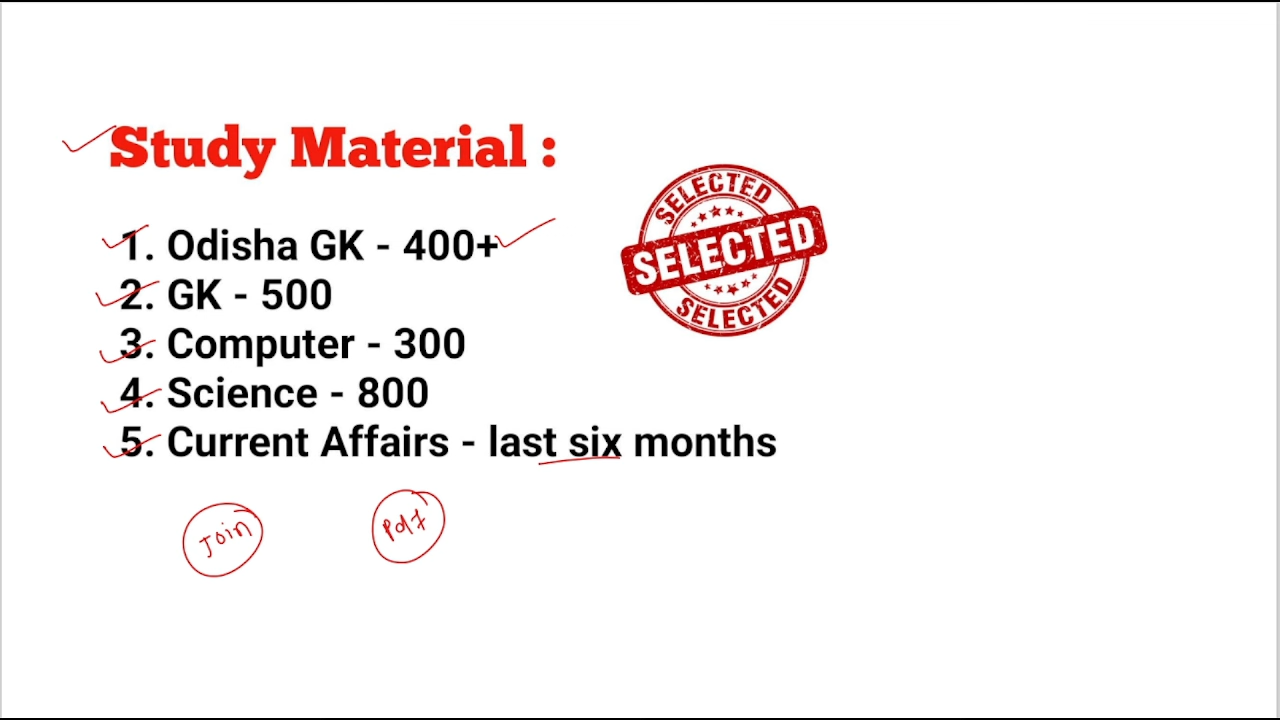 Study Material :
1. Odisha GK - 400+
2. GK - 500
3. Computer - 300
4. Science - 800
5. Current Affairs - last six months
SELECTED
SELECTED
SELECTED
Join
Pdf